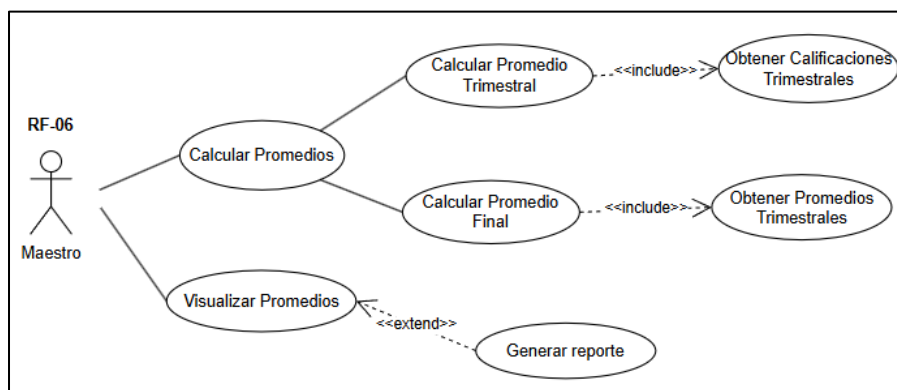 RF-06
Maestro
Calcular Promedios
Calcular Promedio
Trimestral
<<include>>
Obtener Calificaciones
Trimestrales
Calcular Promedio
Final
<<include>>
Obtener Promedios
Trimestrales
Visualizar Promedios
<<extend>>
Generar reporte